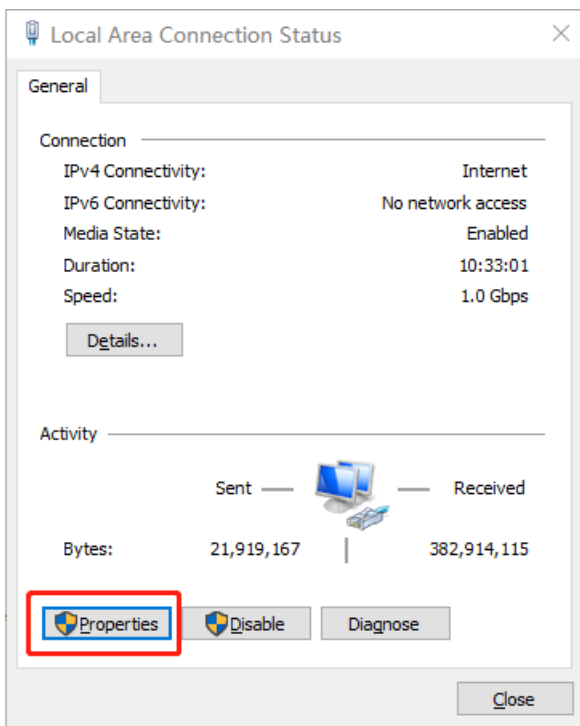 Local Area Connection Status
General
Connection
IPv4 Connectivity: Internet
IPv6 Connectivity: No network access
Media State: Enabled
Duration: 10:33:01
Speed: 1.0 Gbps
Details...
Activity
Sent Received
Bytes: 21,919,167 382,914,115
Properties Disable Diagnose
Close